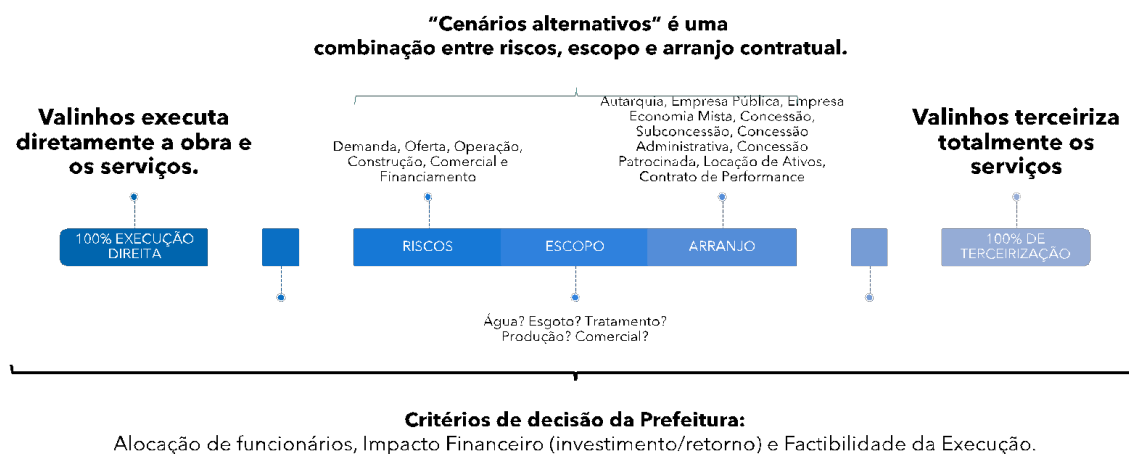 “Cenários alternativos” é uma
combinação entre riscos, escopo e arranjo contratual.
Valinhos executa
diretamente a obra e
os serviços.
Demanda, Oferta, Operação,
Construção, Comercial e
Financiamento
Autarquia, Empresa Pública, Empresa
Economia Mista, Concessão,
Subconcessão, Concessão
Administrativa, Concessão
Patrocinada, Locação de Ativos,
Contrato de Performance
Valinhos terceiriza
totalmente os
serviços
100% EXECUÇÃO
DIREITA
RISCOS
ESCOPO
ARRANJO
100% DE
TERCEIRIZAÇÃO
Água? Esgoto? Tratamento?
Produção? Comercial?
Critérios de decisão da Prefeitura:
Alocação de funcionários, Impacto Financeiro (investimento/retorno) e Factibilidade da Execução.